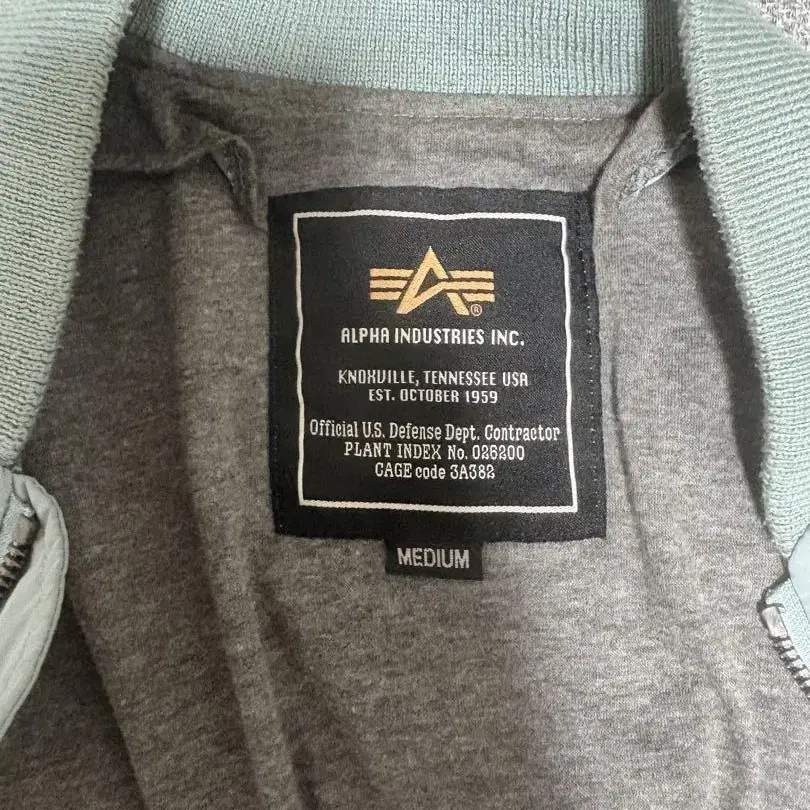 A®
ALPHA INDUSTRIES INC.
KNOXVILLE, TENNESSEE USA
EST. OCTOBER 1959
Official U.S. Defense Dept. Contractor
PLANT INDEX No. 026200
CAGE code 3A382
MEDIUM